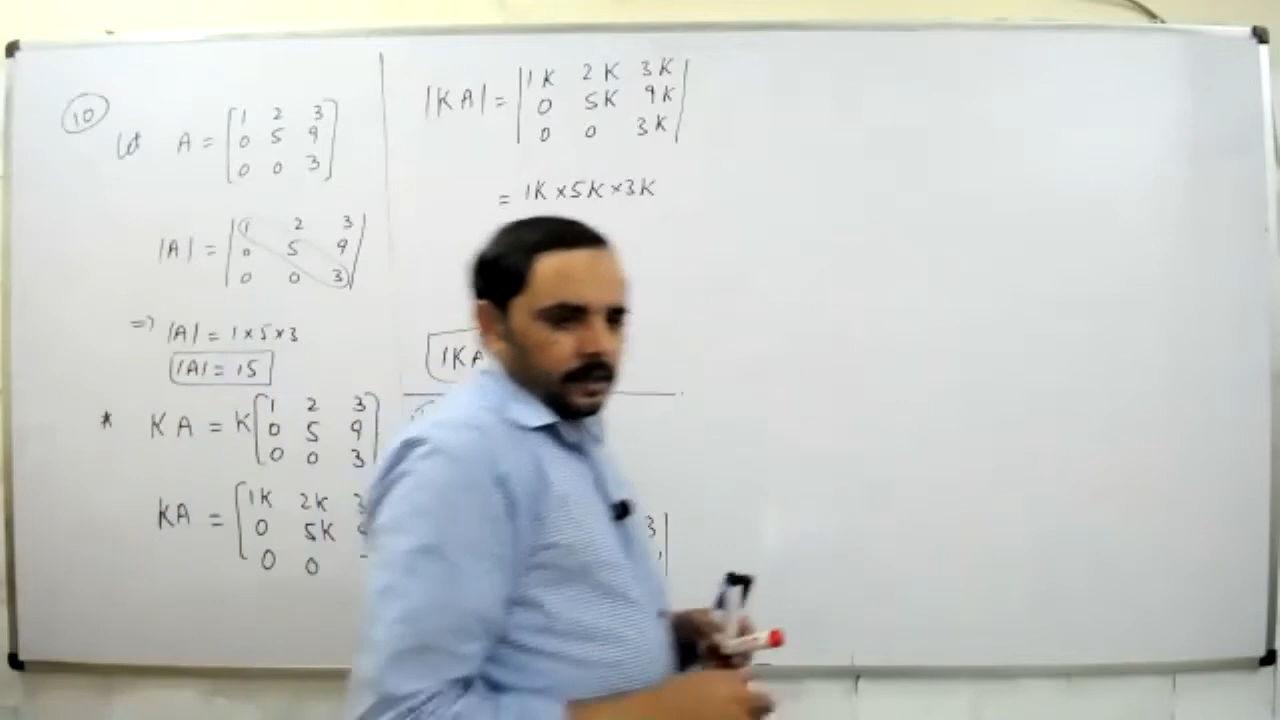 10
Let A = [1 2 3
0 5 9
0 0 3]
|A| = |1 2 3
0 5 9
0 0 3|
=> |A| = 1 × 5 × 3
|A| = 15
* KA = K [1 2 3
0 5 9
0 0 3]
KA = [1K 2K
0 5K
0 0
|KA| = |1K 2K 3K
0 5K 9K
0 0 3K|
= 1K × 5K × 3K
|KA
3|